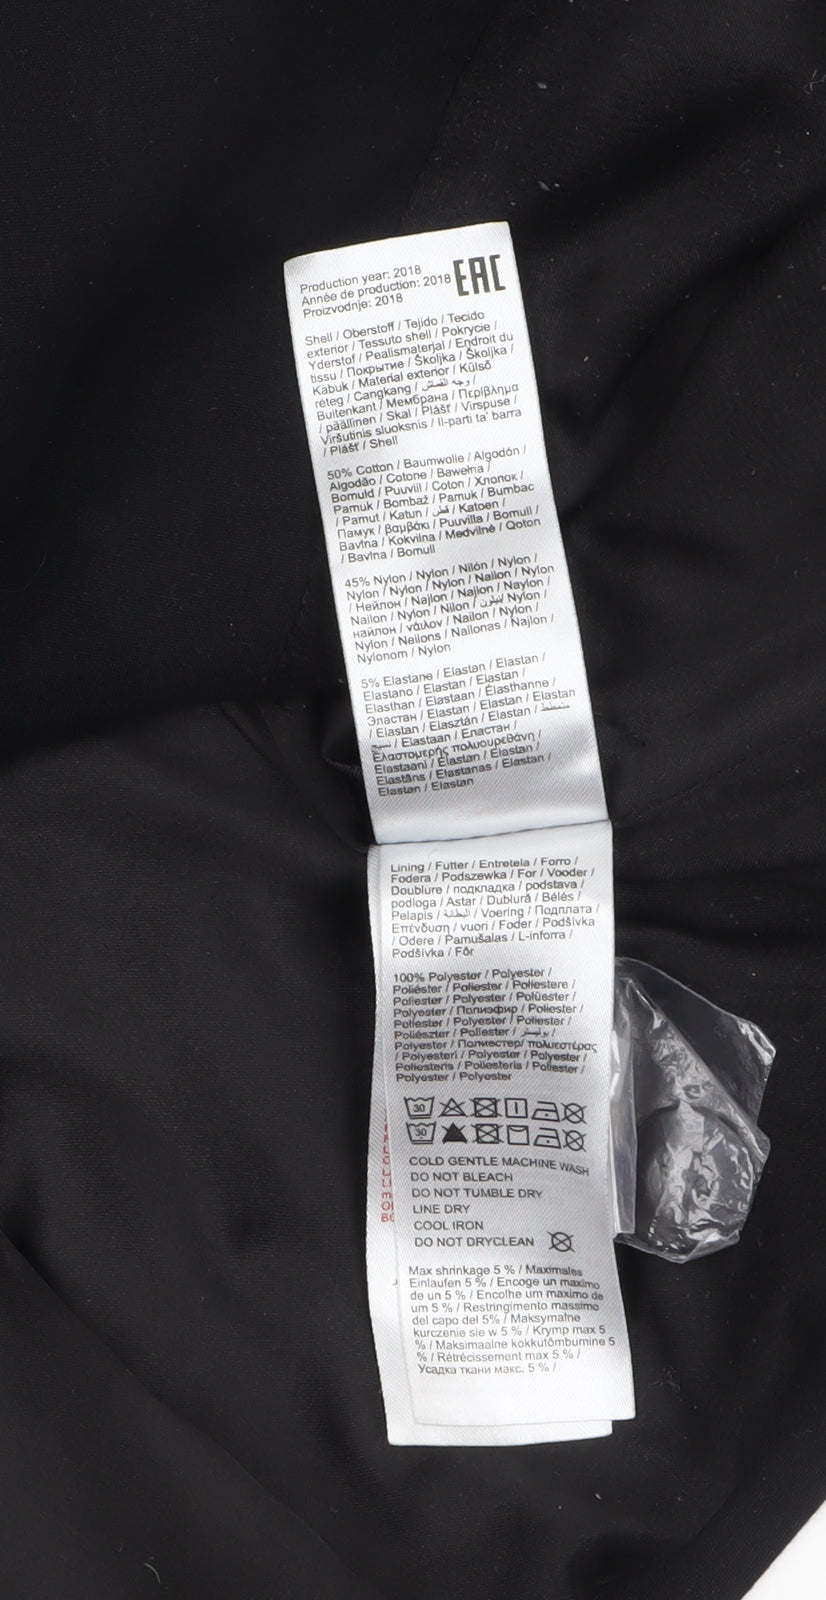 Production year: 2018
Année de production: 2018
Proizvodnje: 2018
EAC
Shell / Oberstoff / Tejido / Tecido
exterior / Tessuto shell / Pokrycie /
Yderstof / Pealismaterjal / Endroit du
tissu / Покрытие / Školjka / Školjka /
Kabuk / Material exterior / Külső
réteg / Cangkang / وجه القماش /
Buitenkant / Мембрана / Περίβλημα
/ päällinen / Skal / Plášť / Virspuse /
Viršutinis sluoksnis / Il-parti ta' barra
/ Plášť / Shell
50% Cotton / Baumwolle / Algodón /
Algodão / Cotone / Bawełna /
Bomuld / Puuvill / Coton / Хлопок /
Pamuk / Bombaž / Pamuk / Bumbac
/ Pamut / Katun / قطن / Katoen /
Памук / βαμβάκι / Puuvilla / Bomull /
Bavlna / Kokvilna / Medvilnė / Qoton
/ Bavlna / Bomull
45% Nylon / Nylon / Nilón / Nylon /
Nylon / Nylon / Nylon / Nailon / Nylon
/ Нейлон / Najlon / Najlon / Naylon /
Nailon / Nylon / Nilon / نايلون / Nylon /
найлон / νάιλον / Nailon / Nylon /
Nylon / Neilons / Nailonas / Najlon /
Nylonom / Nylon
5% Elastane / Elastan / Elastan /
Elastano / Elastan / Elastan /
Elasthan / Elastaan / Élasthanne /
Эластан / Elastan / Elastan / Elastan
/ Elastan / Elasztán / Elastan / متمطط
نسيج / Elastaan / Еластан /
Ελαστομερής πολυουρεθάνη /
Elastaani / Elastan / Elastan /
Elastāns / Elastanas / Elastan /
Elastan / Elastan
Lining / Futter / Entretela / Forro /
Fodera / Podszewka / For / Vooder /
Doublure / подкладка / podstava /
podloga / Astar / Dublură / Bélés /
Pelapis / البطانة / Voering / Подплата /
Επένδυση / vuori / Foder / Podšívka
/ Odere / Pamušalas / L-inforra /
Podšívka / Fôr
100% Polyester / Polyester /
Poliéster / Poliester / Poliestere /
Poliester / Polyester / Polüester /
Polyester / Полиэфир / Poliester /
Poliester / Polyester / Poliester /
Poliészter / Poliester / بوليستر /
Polyester / Полиестер/ πολυεστέρας
/ Polyesteri / Polyester / Polyester /
Poliesteris / Poliesteris / Poliester /
Polyester / Polyester
30
30
COLD GENTLE MACHINE WASH
DO NOT BLEACH
DO NOT TUMBLE DRY
LINE DRY
COOL IRON
DO NOT DRYCLEAN
Max shrinkage 5 % / Maximales
Einlaufen 5 % / Encoge un maximo
de un 5 % / Encolhe um maximo de
um 5 % / Restringimento massimo
del capo del 5% / Maksymalne
kurczenie sie w 5 % / Krymp max 5
% / Maksimaalne kokkutõmbumine 5
% / Rétrécissement max 5 % /
Усадка ткани макс. 5 % /